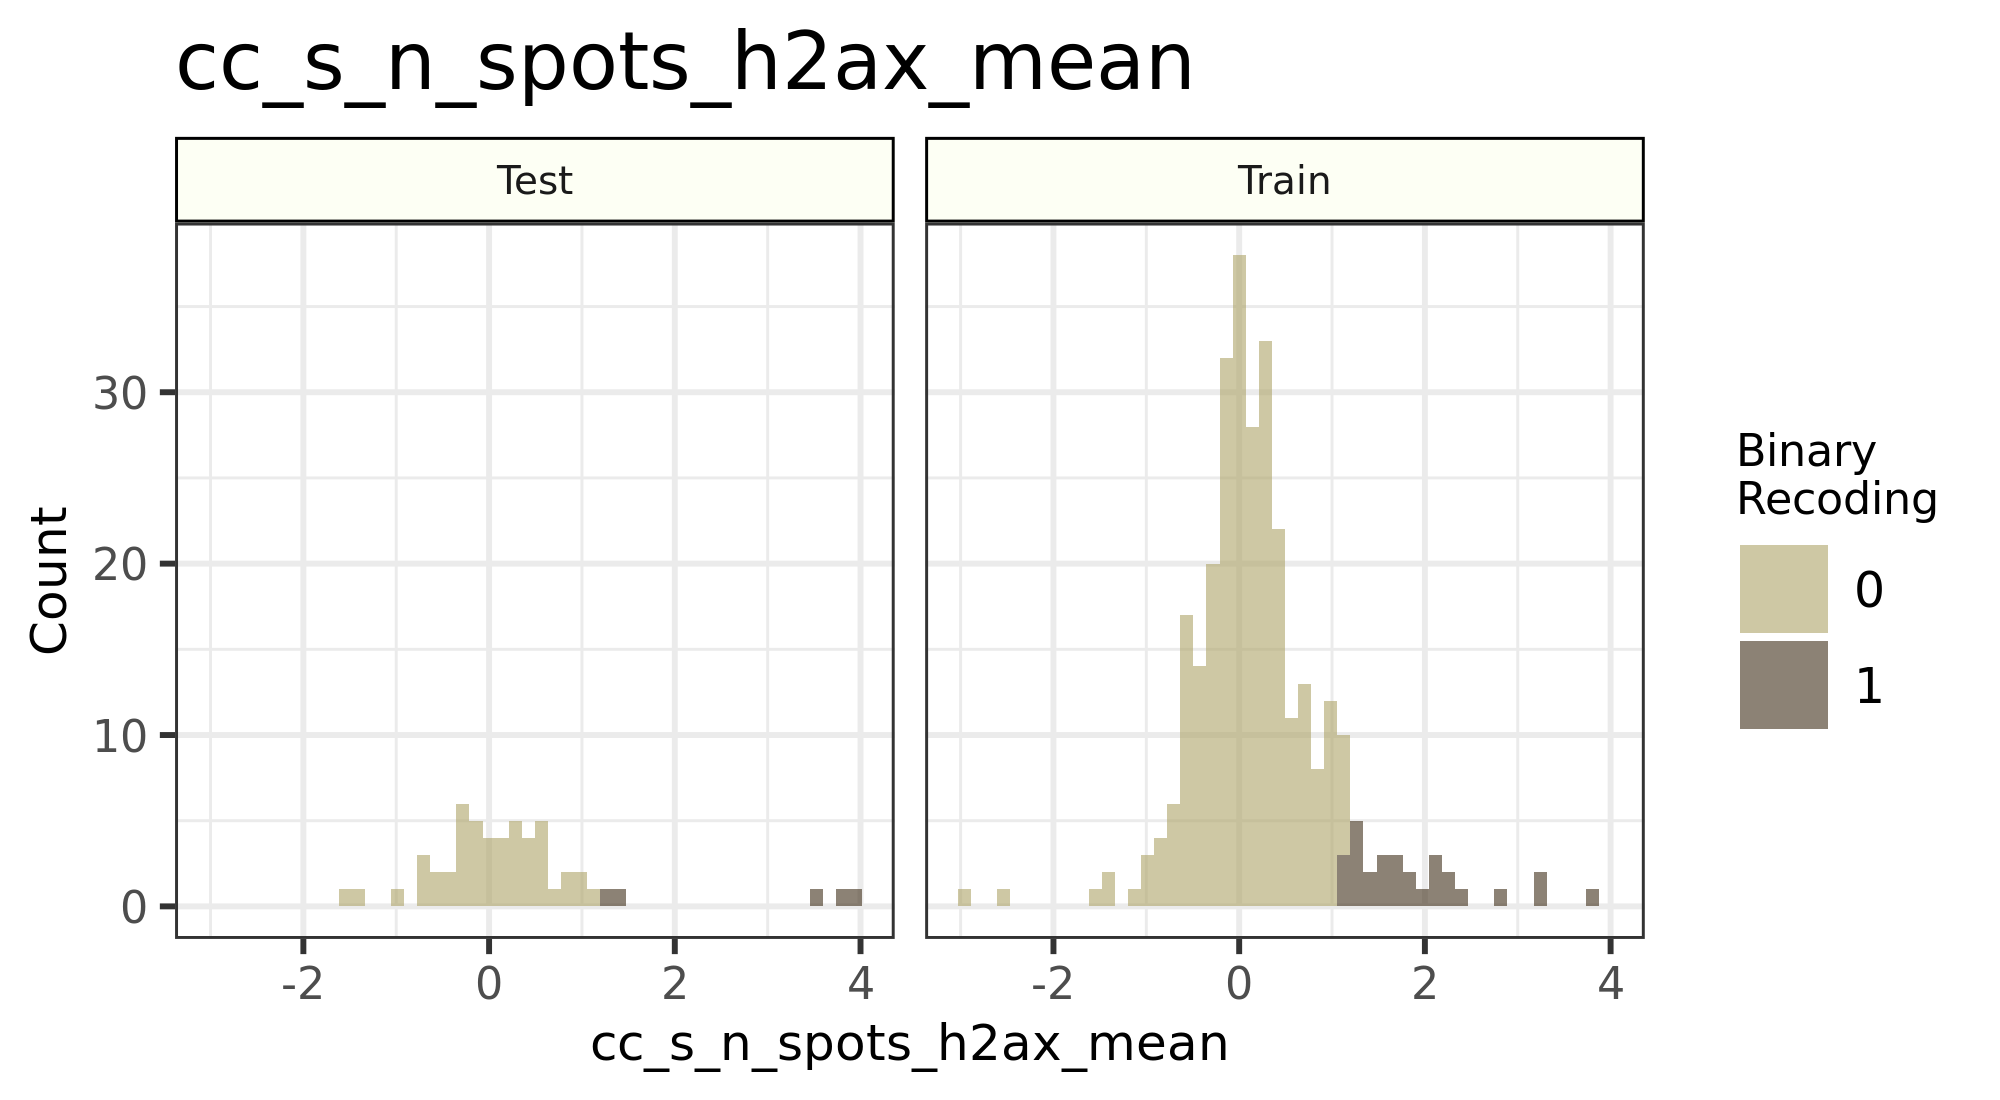 cc_s_n_spots_h2ax_mean
Test
Train
Count
30
20
10
0
-2
0
2
4
-2
0
2
4
cc_s_n_spots_h2ax_mean
Binary
Recoding
0
1